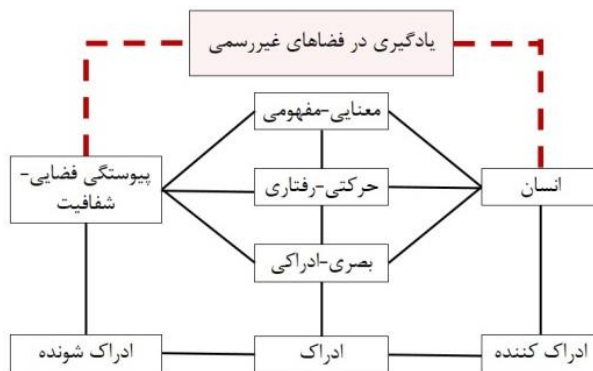 یادگیری در فضاهای غیررسمی
معنایی-مفهومی
انسان
حرکتی-رفتاری
پیوستگی فضایی-
شفافیت
بصری-ادراکی
ادراک کننده
ادراک
ادراک شونده